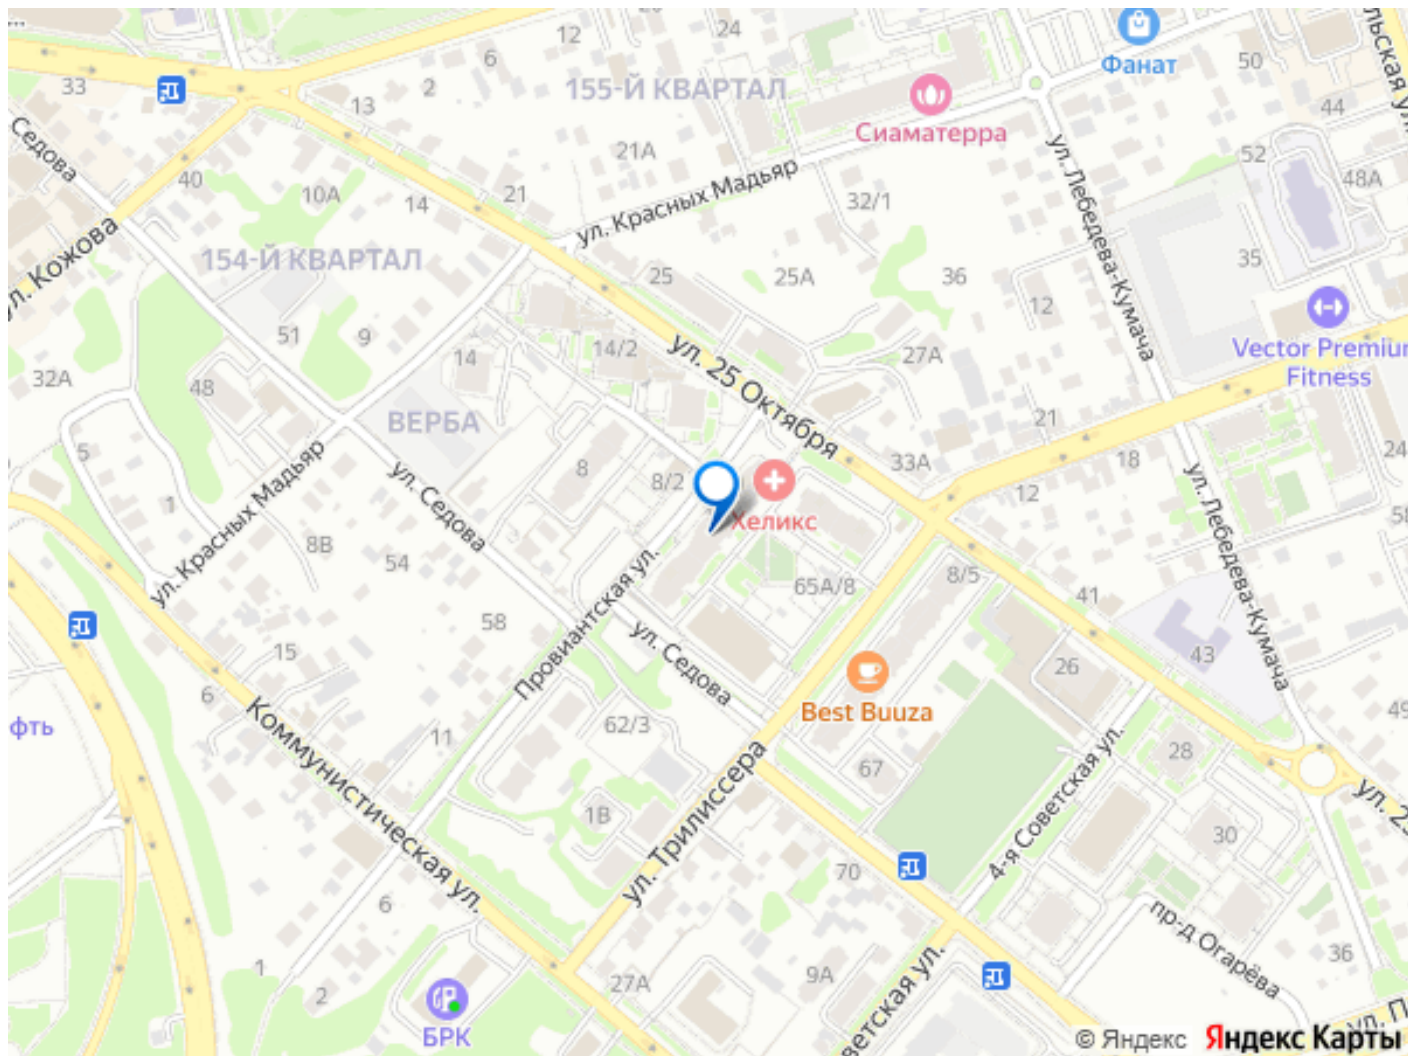 24
12
6
33
2
13
155-Й КВАРТАЛ
Фанат
50
44
Сиаматерра
Седова
21А
52
48А
40
10А
14
21
ул. Красных Мадьяр
32/1
ул. Лебедева-Кумача
154-Й КВАРТАЛ
25
25А
36
35
12
51
9
14
14/2
ул. 25 Октября
27А
Vector Premium
Fitness
32А
48
ВЕРБА
21
24
5
ул. Красных Мадьяр
8
8/2
33А
18
12
Хеликс
1
ул. Седова
8В
54
Провиантская ул.
65А/8
8/5
41
ул. Лебедева-Кумача
58
ул. Седова
15
6
26
43
Best Buuza
фть
Коммунистическая ул.
11
62/3
67
28
49
ул. Трилиссера
1В
4-я Советская ул.
30
70
6
пр-д Огарёва
36
1
2
27А
9А
БРК
© Яндекс Яндекс Карты